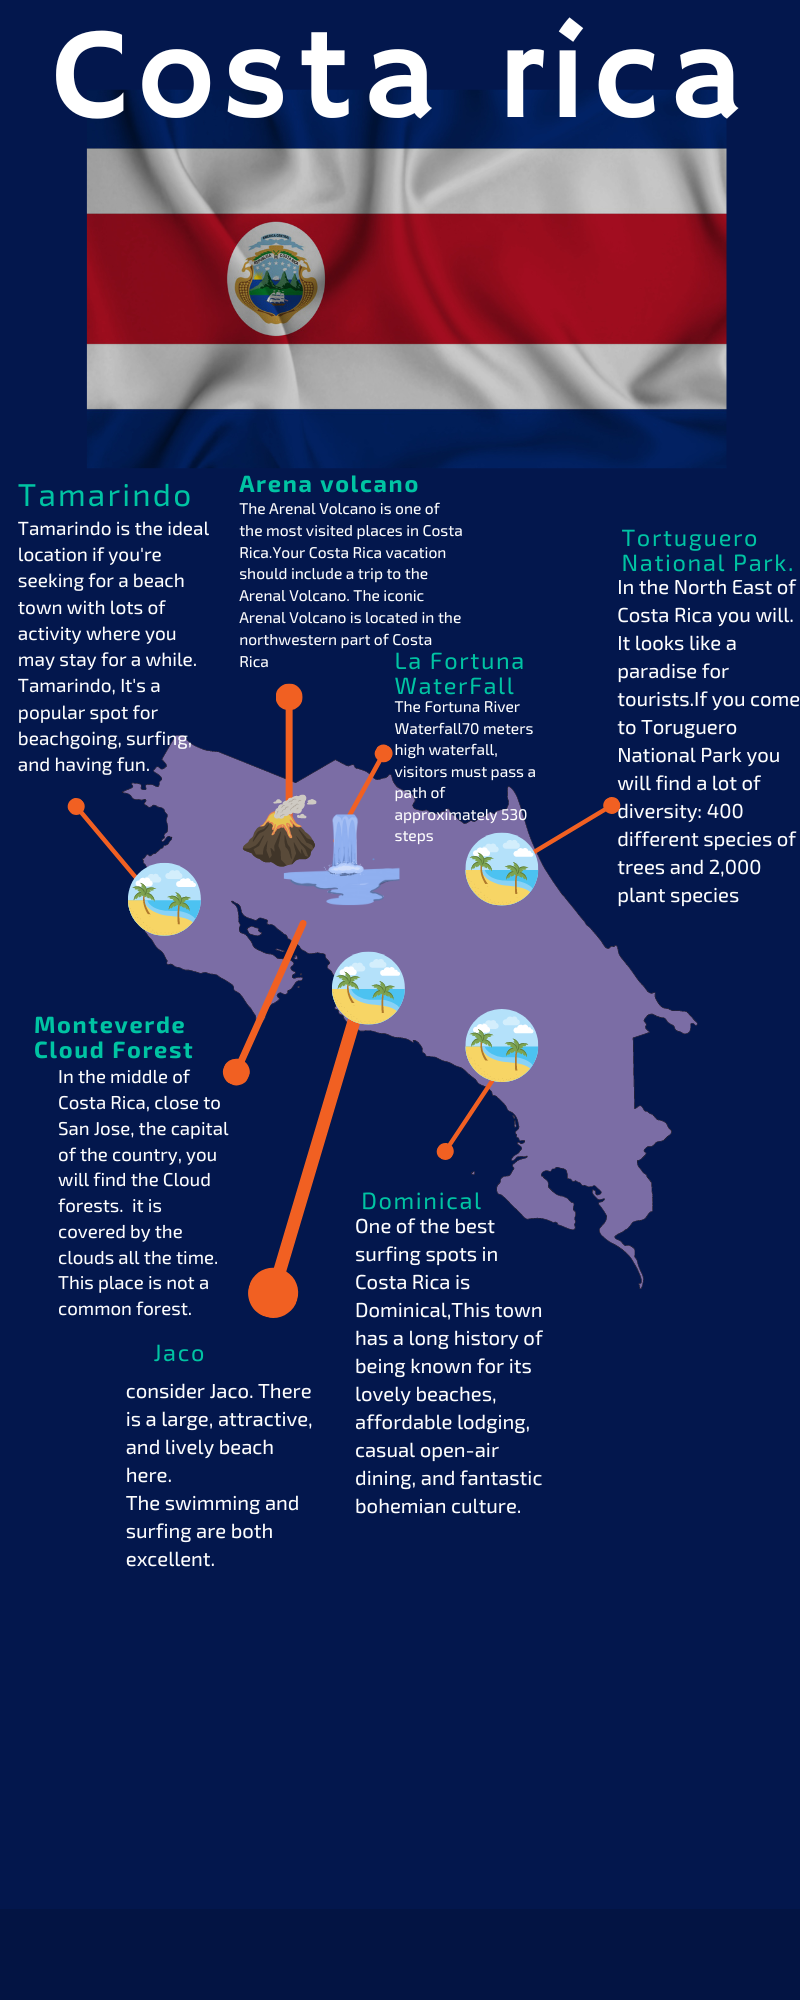 Costa rica
Tamarindo
Tamarindo is the ideal
location if you're
seeking for a beach
town with lots of
activity where you
may stay for a while.
Tamarindo, It's a
popular spot for
beachgoing, surfing,
and having fun.
Arena volcano
The Arenal Volcano is one of
the most visited places in Costa
Rica.Your Costa Rica vacation
should include a trip to the
Arenal Volcano. The iconic
Arenal Volcano is located in the
northwestern part of Costa
Rica
La Fortuna
WaterFall
The Fortuna River
Waterfall70 meters
high waterfall,
visitors must pass a
path of
approximately 530
steps
Tortuguero
National Park.
In the North East of
Costa Rica you will.
It looks like a
paradise for
tourists.If you come
to Toruguero
National Park you
will find a lot of
diversity: 400
different species of
trees and 2,000
plant species
Monteverde
Cloud Forest
In the middle of
Costa Rica, close to
San Jose, the capital
of the country, you
will find the Cloud
forests.  it is
covered by the
clouds all the time.
This place is not a
common forest.
Jaco
consider Jaco. There
is a large, attractive,
and lively beach
here.
The swimming and
surfing are both
excellent.
Dominical
One of the best
surfing spots in
Costa Rica is
Dominical,This town
has a long history of
being known for its
lovely beaches,
affordable lodging,
casual open-air
dining, and fantastic
bohemian culture.